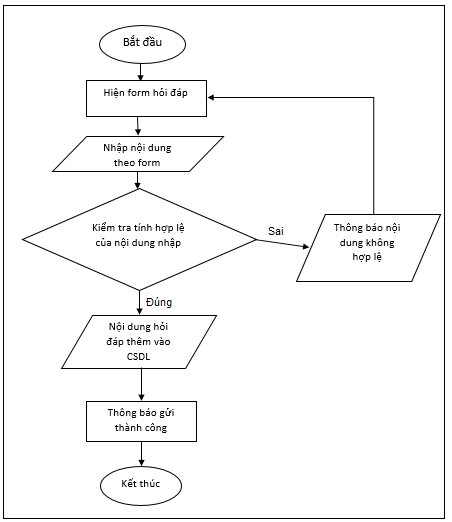 Bắt đầu
Hiện form hỏi đáp
Nhập nội dung
theo form
Kiểm tra tính hợp lệ
của nội dung nhập
Sai
Thông báo nội
dung không
hợp lệ
Đúng
Nội dung hỏi
đáp thêm vào
CSDL
Thông báo gửi
thành công
Kết thúc